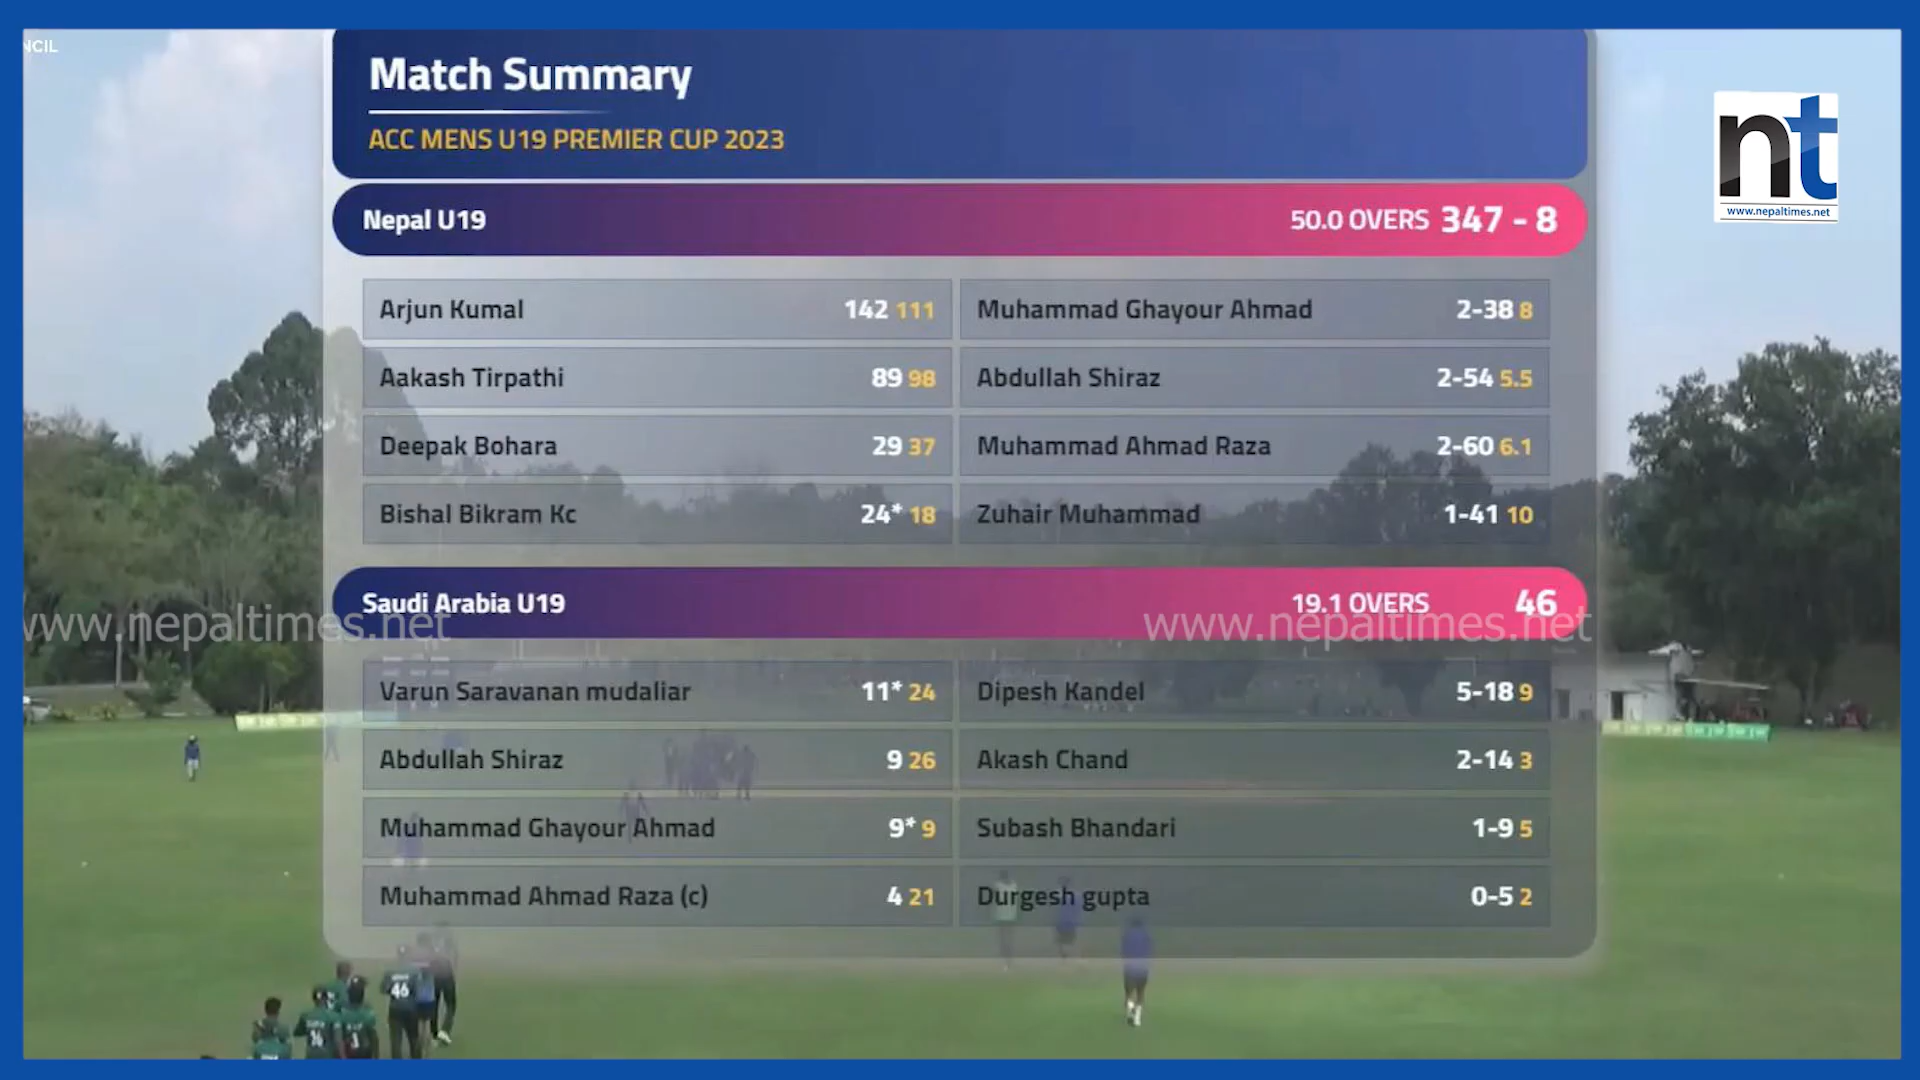 NCIL
Match Summary
ACC MENS U19 PREMIER CUP 2023
nt
www.nepaltimes.net
Nepal U19 50.0 OVERS 347 - 8
Arjun Kumal 142 111 Muhammad Ghayour Ahmad 2-38 8
Aakash Tirpathi 89 98 Abdullah Shiraz 2-54 5.5
Deepak Bohara 29 37 Muhammad Ahmad Raza 2-60 6.1
Bishal Bikram Kc 24* 18 Zuhair Muhammad 1-41 10
Saudi Arabia U19 19.1 OVERS 46
www.nepaltimes.net www.nepaltimes.net
Varun Saravanan mudaliar 11* 24 Dipesh Kandel 5-18 9
Abdullah Shiraz 9 26 Akash Chand 2-14 3
Muhammad Ghayour Ahmad 9* 9 Subash Bhandari 1-9 5
Muhammad Ahmad Raza (c) 4 21 Durgesh gupta 0-5 2
46